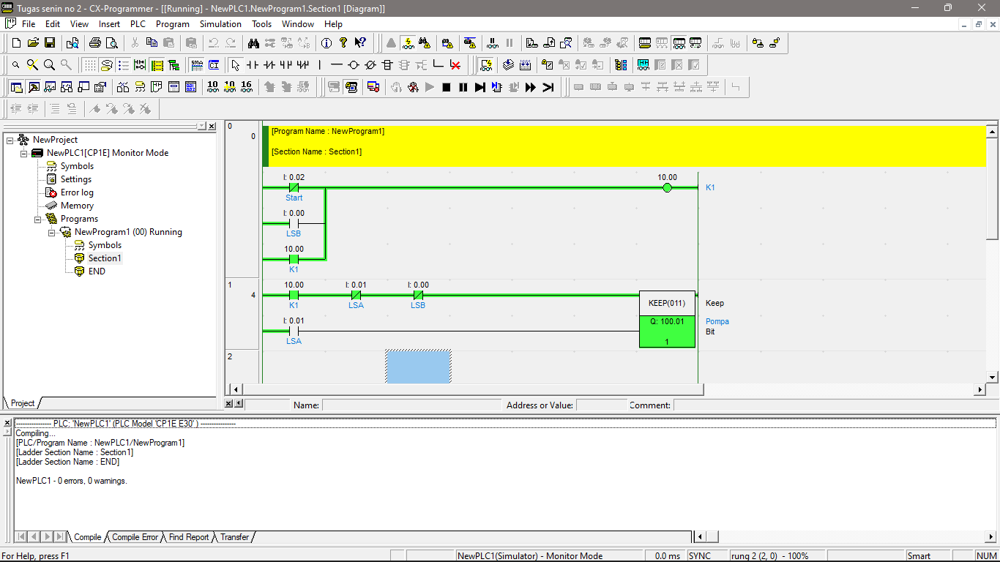 Tugas senin no 2 - CX-Programmer - [[Running] - NewPLC1.NewProgram1.Section1 [Diagram]]
File Edit View Insert PLC Program Simulation Tools Window Help
SMA
CI
10 10 16
NewProject
NewPLC1[CP1E] Monitor Mode
Symbols
Settings
Error log
Memory
Programs
NewProgram1 (00) Running
Symbols
Section1
END
Project
0
0
[Program Name : NewProgram1]
[Section Name : Section1]
I: 0.02
10.00
Start
K1
I: 0.00
LSB
10.00
K1
1
4
10.00
I: 0.01
I: 0.00
K1
LSA
LSB
KEEP(011)
Keep
I: 0.01
LSA
Q: 100.01
Pompa
Bit
1
2
Name:
Address or Value:
Comment:
---------------- PLC: 'NewPLC1' (PLC Model 'CP1E E30' ) ----------------
Compiling...
[PLC/Program Name : NewPLC1/NewProgram1]
[Ladder Section Name : Section1]
[Ladder Section Name : END]
NewPLC1 - 0 errors, 0 warnings.
Compile Compile Error Find Report Transfer
For Help, press F1
NewPLC1(Simulator) - Monitor Mode
0.0 ms
SYNC
rung 2 (2, 0) - 100%
Smart
NUM